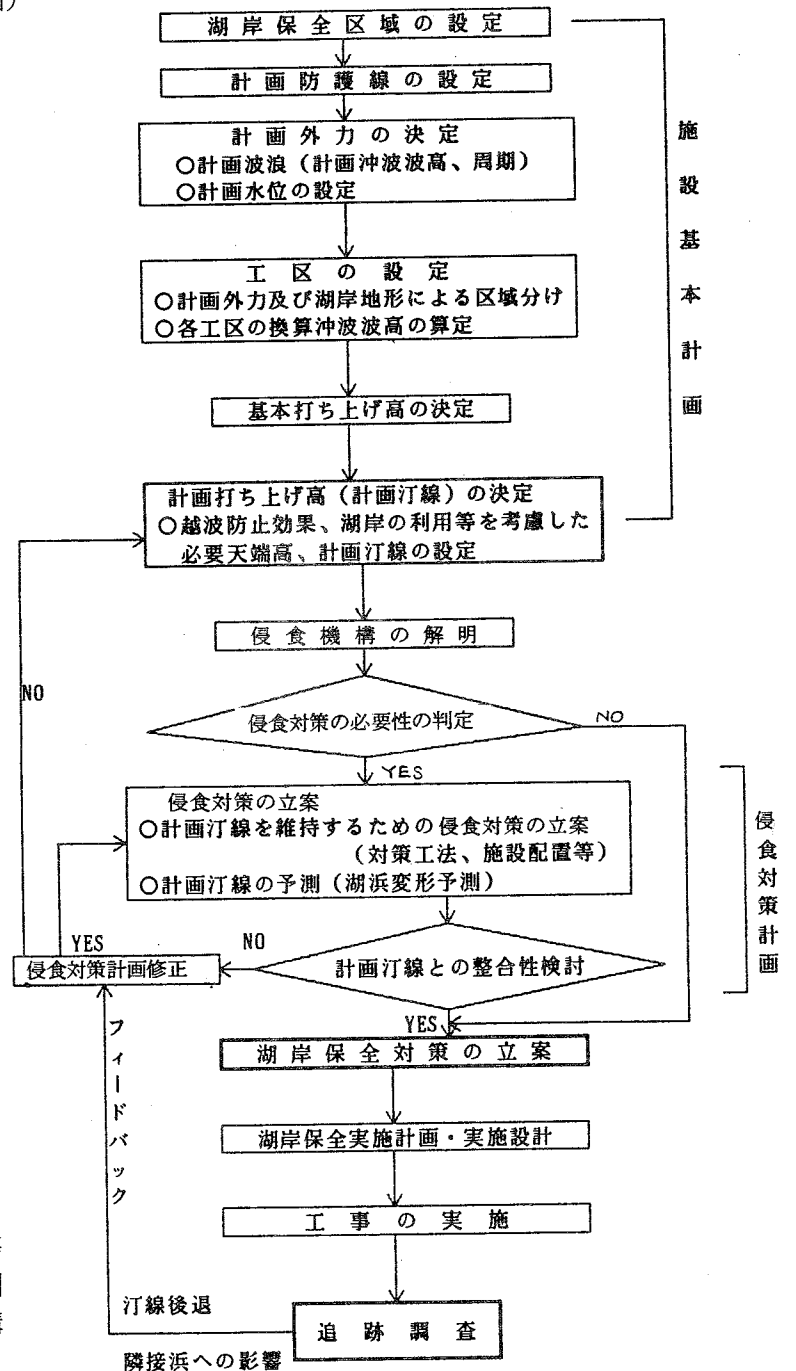 湖岸保全区域の設定
計画防護線の設定
計画外力の決定
○計画波浪（計画沖波波高、周期）
○計画水位の設定
工区の設定
○計画外力及び湖岸地形による区域分け
○各工区の換算沖波波高の算定
基本打ち上げ高の決定
計画打ち上げ高（計画汀線）の決定
○越波防止効果、湖岸の利用等を考慮した
必要天端高、計画汀線の設定
施設基本計画
侵食機構の解明
NO
侵食対策の必要性の判定
NO
YES
侵食対策の立案
○計画汀線を維持するための侵食対策の立案
（対策工法、施設配置等）
○計画汀線の予測（湖浜変形予測）
侵食対策計画
YES
NO
侵食対策計画修正
計画汀線との整合性検討
YES
湖岸保全対策の立案
フィードバック
湖岸保全実施計画・実施設計
工事の実施
汀線後退
追跡調査
隣接浜への影響